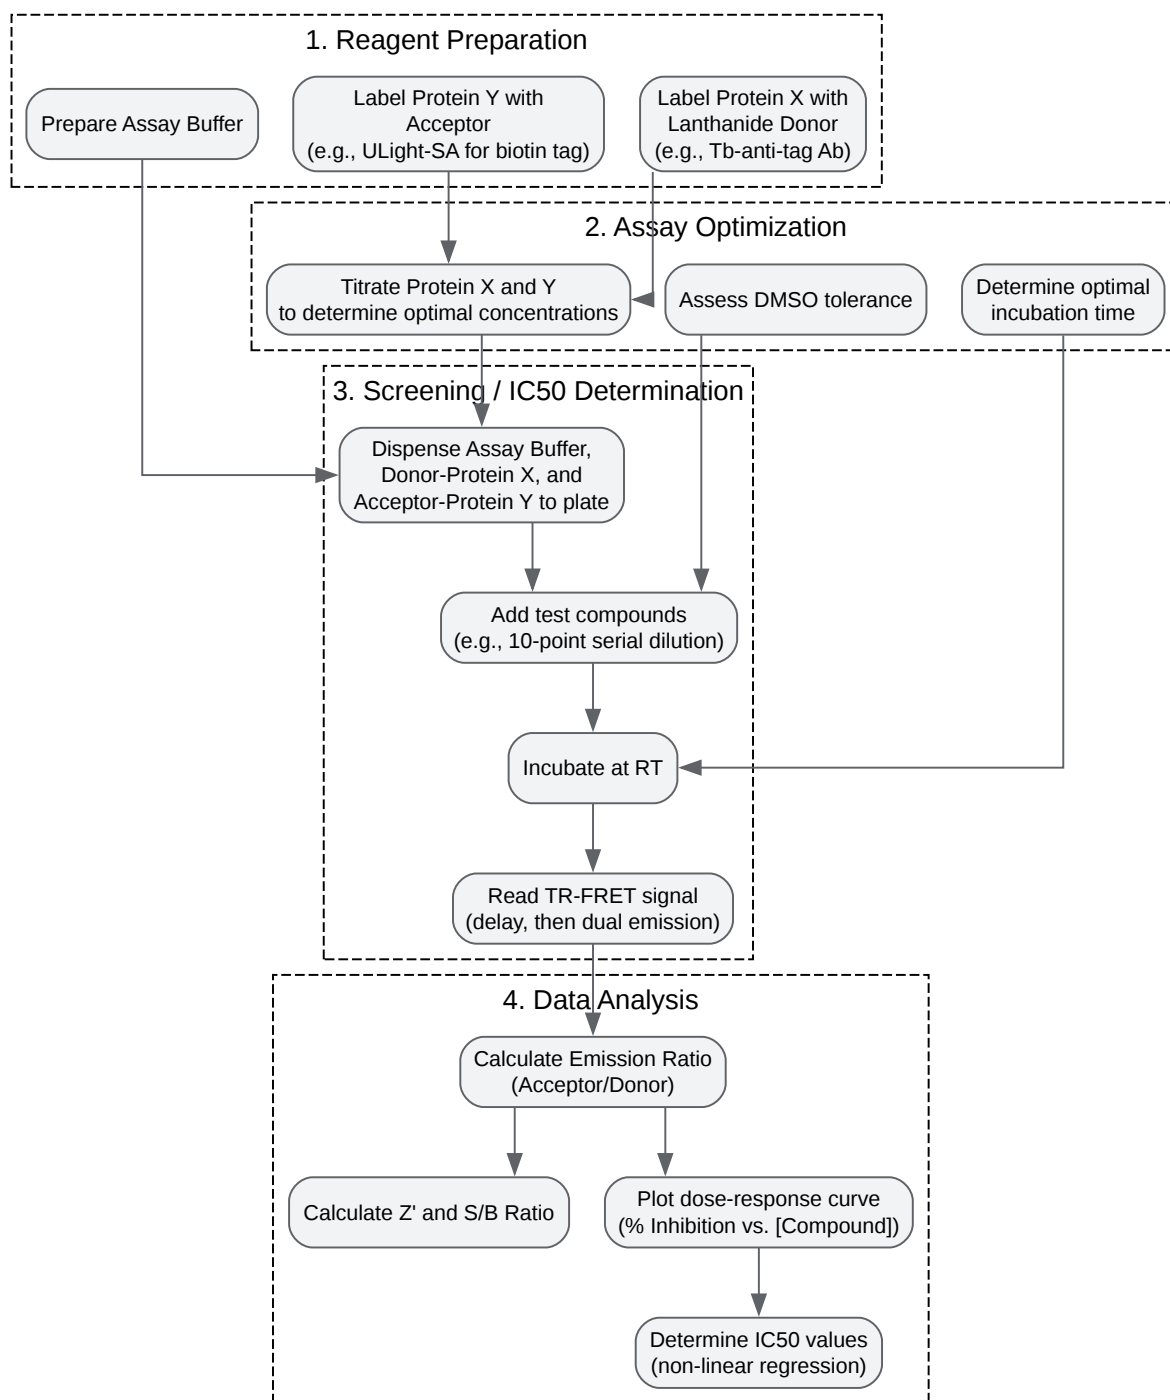 1. Reagent Preparation
Prepare Assay Buffer
Label Protein Y with
Acceptor
(e.g., ULight-SA for biotin tag)
Label Protein X with
Lanthanide Donor
(e.g., Tb-anti-tag Ab)
2. Assay Optimization
Titrate Protein X and Y
to determine optimal concentrations
Assess DMSO tolerance
Determine optimal
incubation time
3. Screening / IC50 Determination
Dispense Assay Buffer,
Donor-Protein X, and
Acceptor-Protein Y to plate
Add test compounds
(e.g., 10-point serial dilution)
Incubate at RT
Read TR-FRET signal
(delay, then dual emission)
4. Data Analysis
Calculate Emission Ratio
(Acceptor/Donor)
Calculate Z' and S/B Ratio
Plot dose-response curve
(% Inhibition vs. [Compound])
Determine IC50 values
(non-linear regression)